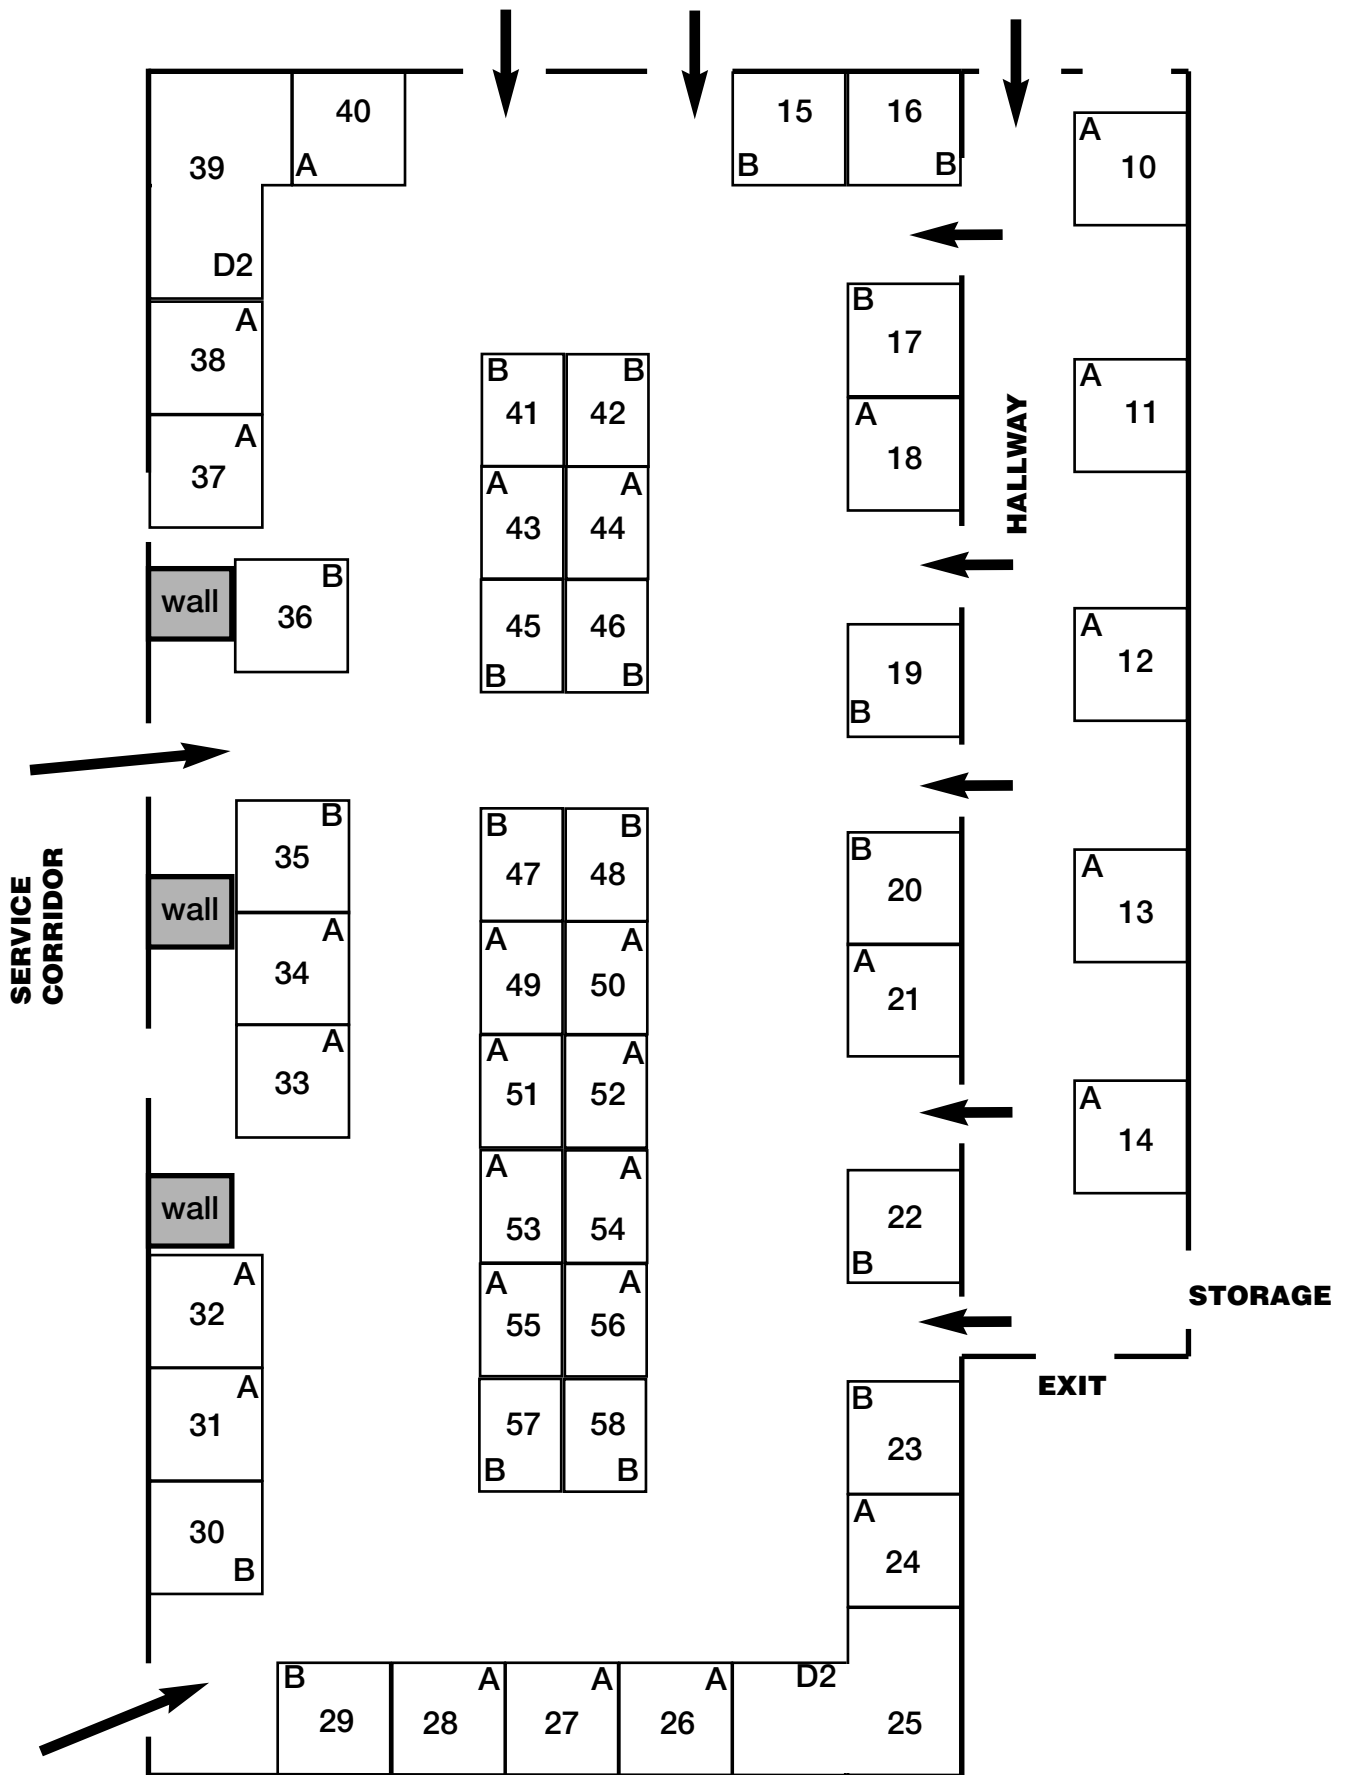 40
15
16
A
39
A
B
B
10
D2
A
38
B
17
A
37
B
41
B
42
A
18
A
11
HALLWAY
A
43
A
44
wall
B
36
45
B
46
B
19
B
A
12
SERVICE
CORRIDOR
B
35
wall
A
34
A
33
B
47
B
48
A
49
A
50
A
51
A
52
A
53
A
54
A
55
A
56
57
B
58
B
B
20
A
21
22
B
A
13
A
14
wall
A
32
A
31
30
B
STORAGE
EXIT
B
23
A
24
B
29
A
28
A
27
A
26
D2
25